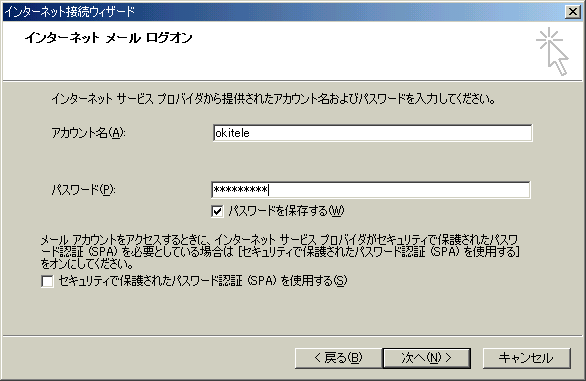 インターネット接続ウィザード
インターネット メール ログオン
インターネット サービス プロバイダから提供されたアカウント名およびパスワードを入力してください。
アカウント名(A):
okitele
パスワード(P):
*********
パスワードを保存する(W)
メール アカウントをアクセスするときに、インターネット サービス プロバイダがセキュリティで保護されたパスワ
ード認証 (SPA) を必要としている場合は [セキュリティで保護されたパスワード認証 (SPA) を使用する]
をオンにしてください。
セキュリティで保護されたパスワード認証 (SPA) を使用する(S)
< 戻る(B)
次へ(N) >
キャンセル